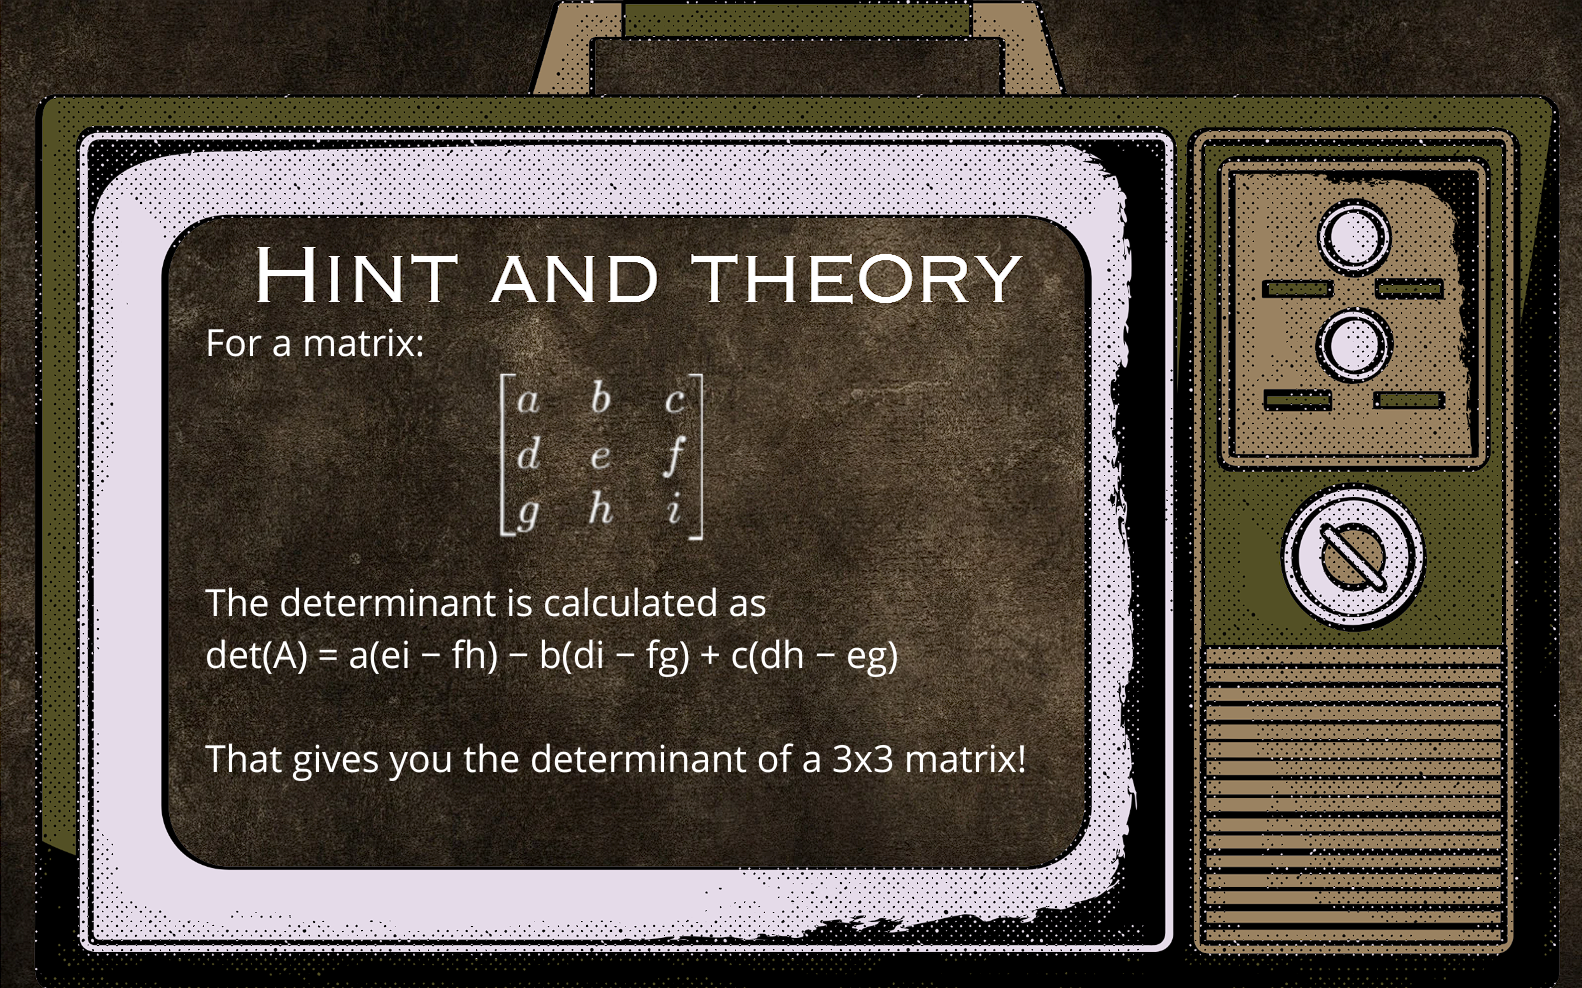 Hint and theory
For a matrix:
a b c
d e f
g h i
The determinant is calculated as
det(A) = a(ei − fh) − b(di − fg) + c(dh − eg)
That gives you the determinant of a 3x3 matrix!